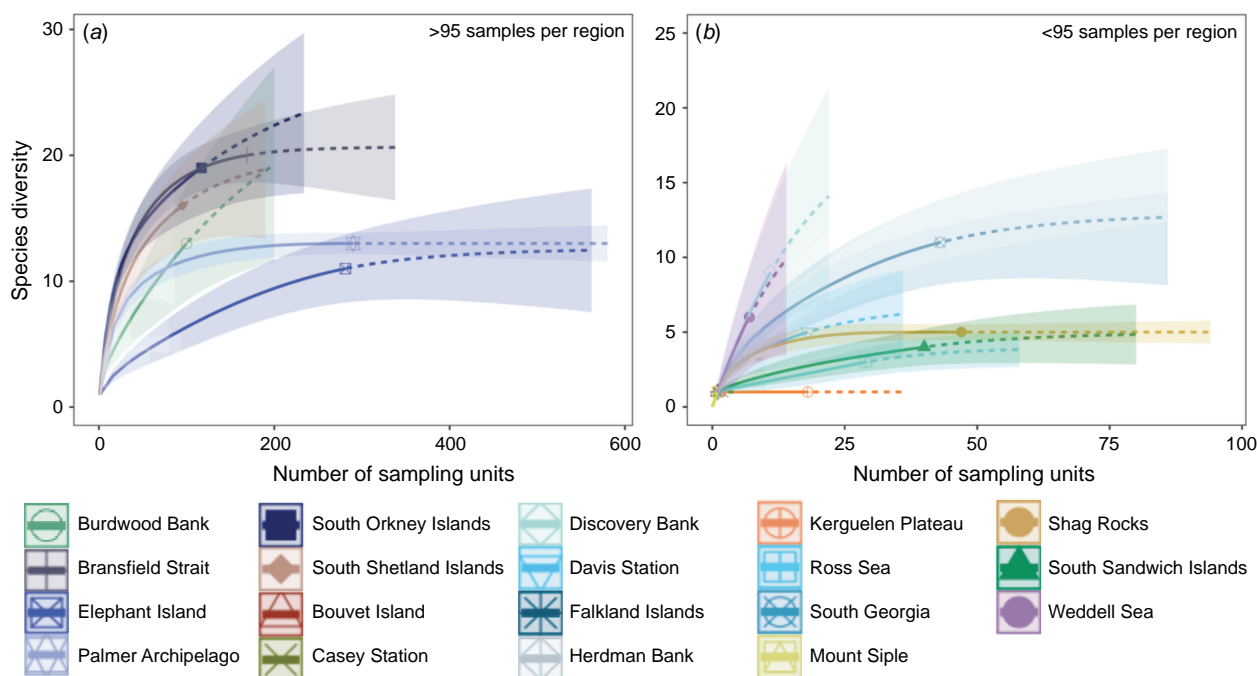 (a) >95 samples per region
(b) <95 samples per region
Species diversity
30
20
10
0
0 200 400 600
Number of sampling units
25
20
15
10
5
0
0 25 50 75 100
Number of sampling units
Burdwood Bank
Bransfield Strait
Elephant Island
Palmer Archipelago
South Orkney Islands
South Shetland Islands
Bouvet Island
Casey Station
Discovery Bank
Davis Station
Falkland Islands
Herdman Bank
Kerguelen Plateau
Ross Sea
South Georgia
Mount Siple
Shag Rocks
South Sandwich Islands
Weddell Sea